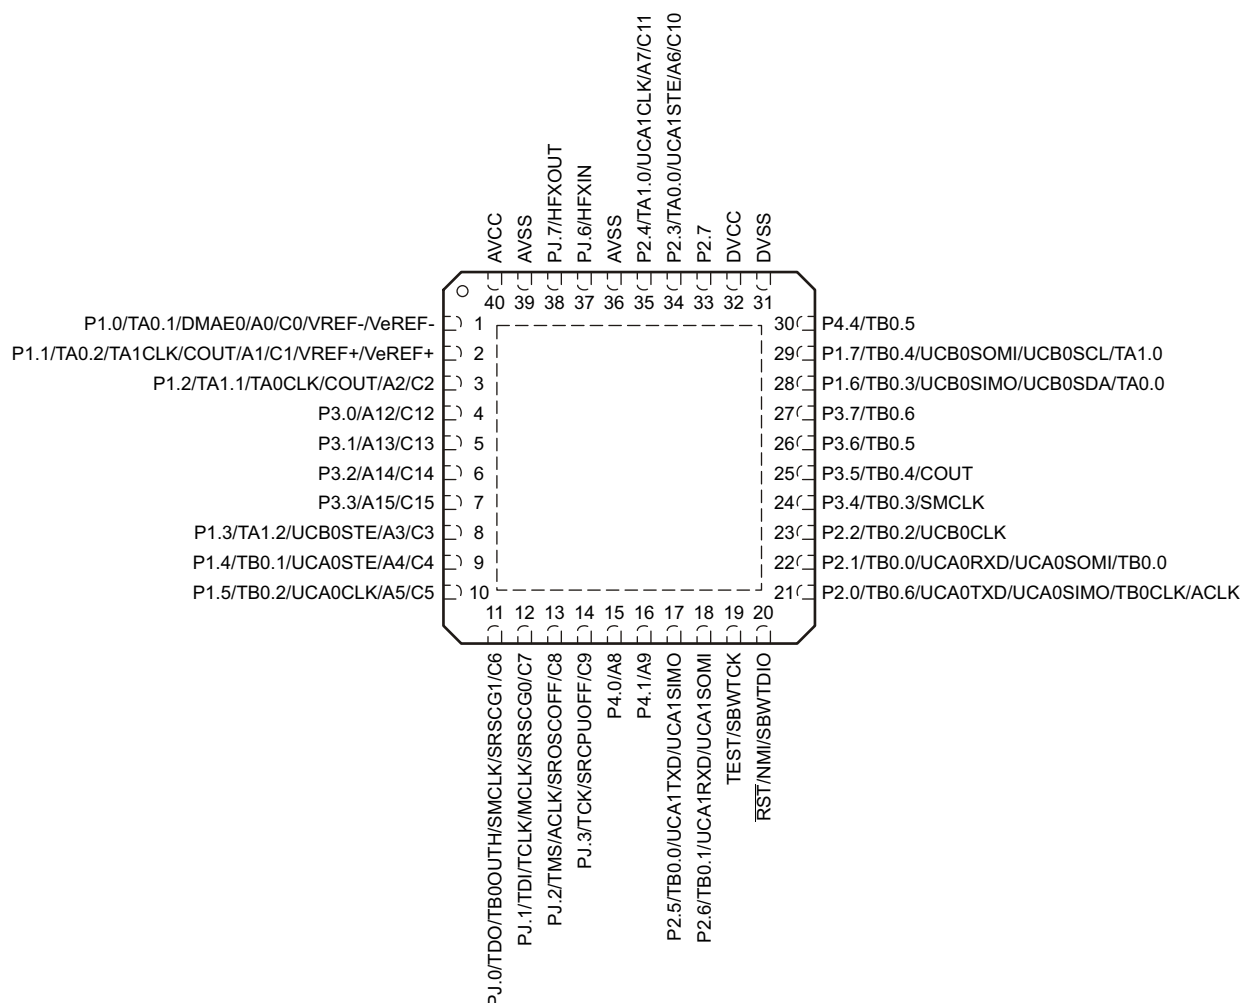 P2.4/TA1.0/UCA1CLK/A7/C11
P2.3/TA0.0/UCA1STE/A6/C10
AVCC
AVSS
PJ.7/HFXOUT
PJ.6/HFXIN
AVSS
P2.7
DVCC
DVSS
40 39 38 37 36 35 34 33 32 31
P1.0/TA0.1/DMAE0/A0/C0/VREF-/VeREF- 1
P1.1/TA0.2/TA1CLK/COUT/A1/C1/VREF+/VeREF+ 2
P1.2/TA1.1/TA0CLK/COUT/A2/C2 3
P3.0/A12/C12 4
P3.1/A13/C13 5
P3.2/A14/C14 6
P3.3/A15/C15 7
P1.3/TA1.2/UCB0STE/A3/C3 8
P1.4/TB0.1/UCA0STE/A4/C4 9
P1.5/TB0.2/UCA0CLK/A5/C5 10
30 P4.4/TB0.5
29 P1.7/TB0.4/UCB0SOMI/UCB0SCL/TA1.0
28 P1.6/TB0.3/UCB0SIMO/UCB0SDA/TA0.0
27 P3.7/TB0.6
26 P3.6/TB0.5
25 P3.5/TB0.4/COUT
24 P3.4/TB0.3/SMCLK
23 P2.2/TB0.2/UCB0CLK
22 P2.1/TB0.0/UCA0RXD/UCA0SOMI/TB0.0
21 P2.0/TB0.6/UCA0TXD/UCA0SIMO/TB0CLK/ACLK
11 12 13 14 15 16 17 18 19 20
PJ.0/TDO/TB0OUTH/SMCLK/SRSCG1/C6
PJ.1/TDI/TCLK/MCLK/SRSCG0/C7
PJ.2/TMS/ACLK/SROSCOFF/C8
PJ.3/TCK/SRCPUOFF/C9
P4.0/A8
P4.1/A9
P2.5/TB0.0/UCA1TXD/UCA1SIMO
P2.6/TB0.1/UCA1RXD/UCA1SOMI
TEST/SBWTCK
RST/NMI/SBWTDIO